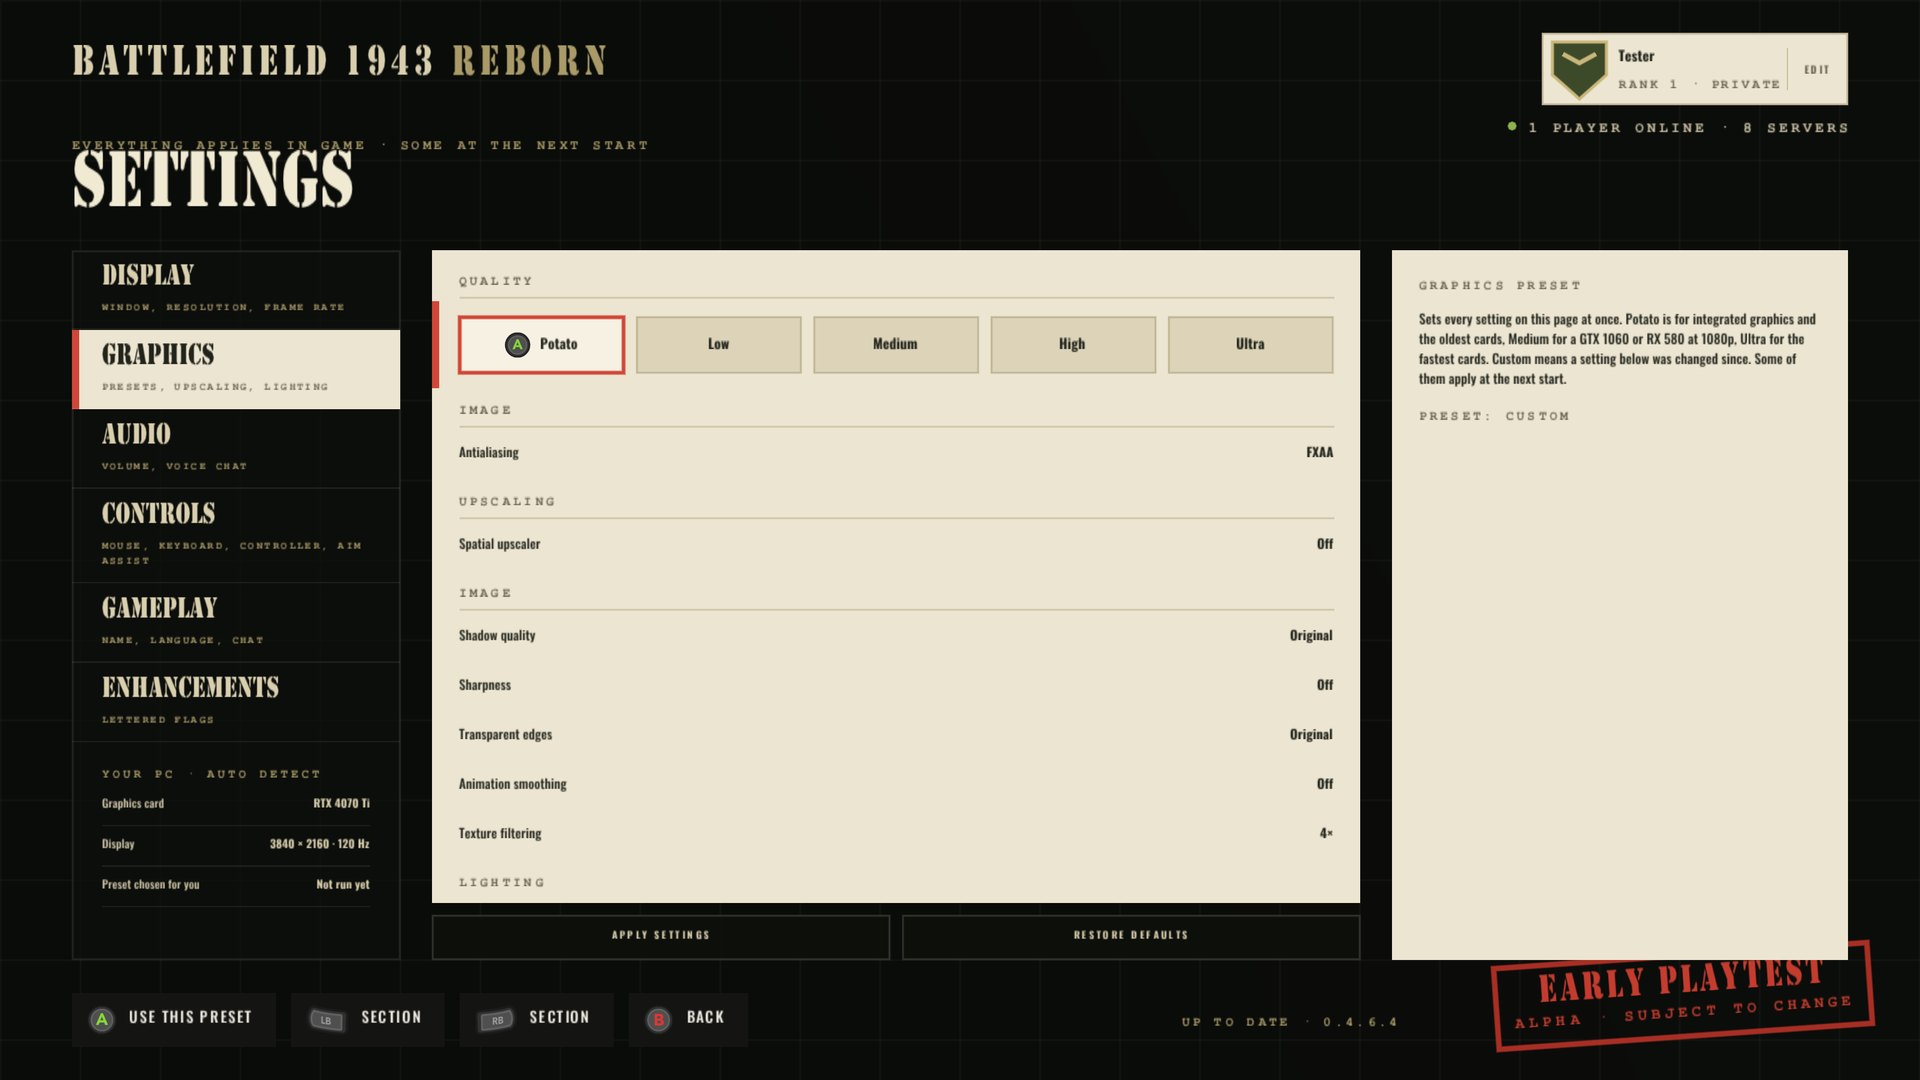 BATTLEFIELD 1943 REBORN
Tester
RANK 1 · PRIVATE
EDIT
1 PLAYER ONLINE · 8 SERVERS
EVERYTHING APPLIES IN GAME · SOME AT THE NEXT START
SETTINGS
DISPLAY
WINDOW, RESOLUTION, FRAME RATE
GRAPHICS
PRESETS, UPSCALING, LIGHTING
AUDIO
VOLUME, VOICE CHAT
CONTROLS
MOUSE, KEYBOARD, CONTROLLER, AIM
ASSIST
GAMEPLAY
NAME, LANGUAGE, CHAT
ENHANCEMENTS
LETTERED FLAGS
YOUR PC · AUTO DETECT
Graphics card RTX 4070 Ti
Display 3840 × 2160 · 120 Hz
Preset chosen for you Not run yet
QUALITY
A Potato Low Medium High Ultra
IMAGE
Antialiasing FXAA
UPSCALING
Spatial upscaler Off
IMAGE
Shadow quality Original
Sharpness Off
Transparent edges Original
Animation smoothing Off
Texture filtering 4×
LIGHTING
APPLY SETTINGS RESTORE DEFAULTS
GRAPHICS PRESET
Sets every setting on this page at once. Potato is for integrated graphics and
the oldest cards, Medium for a GTX 1060 or RX 580 at 1080p, Ultra for the
fastest cards. Custom means a setting below was changed since. Some of
them apply at the next start.
PRESET: CUSTOM
A USE THIS PRESET LB SECTION RB SECTION B BACK
UP TO DATE · 0.4.6.4
EARLY PLAYTEST
ALPHA · SUBJECT TO CHANGE